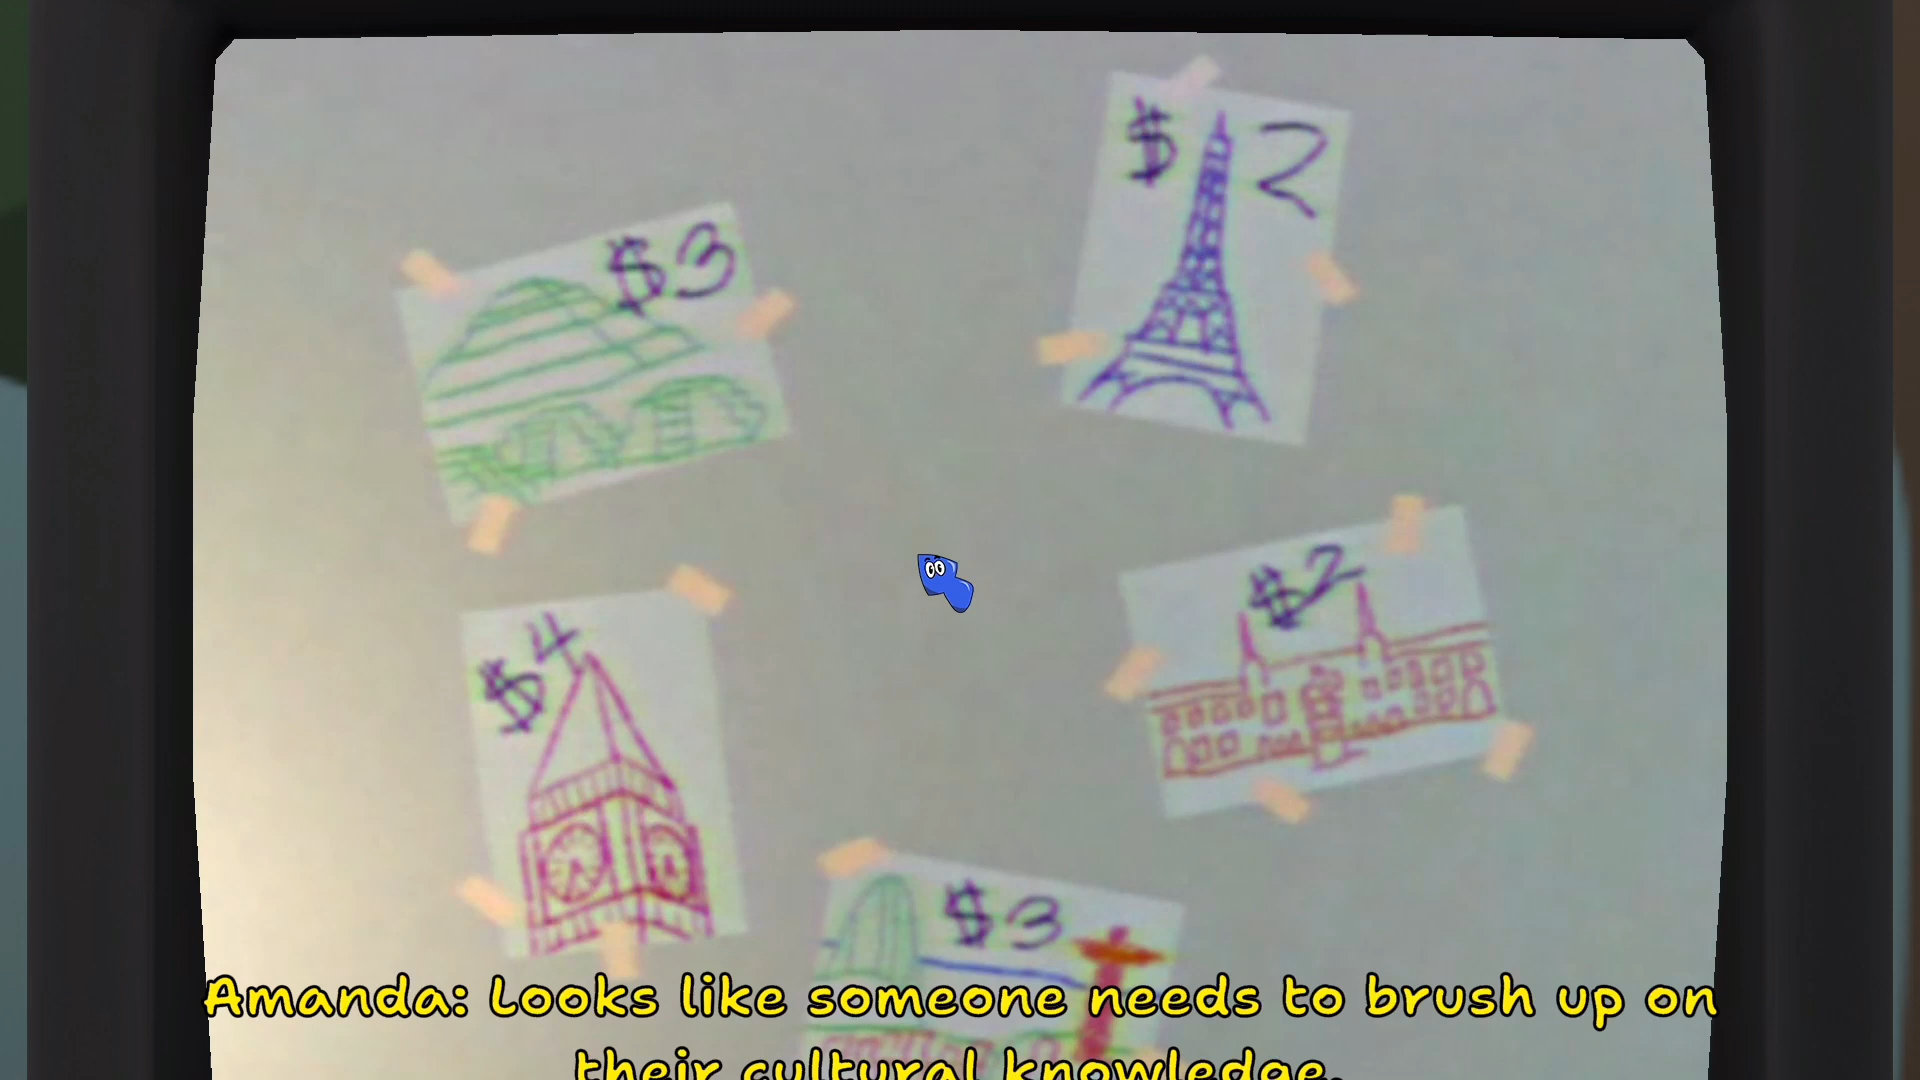 $2
$3
$4
$2
$3
Amanda: Looks like someone needs to brush up on
their cultural knowledge.